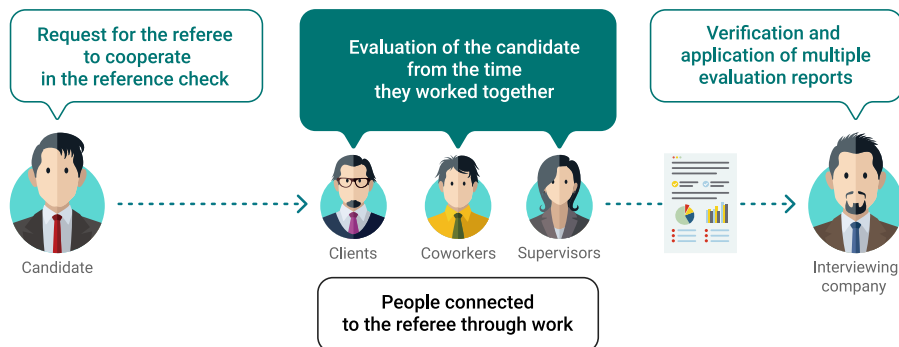 Request for the referee
to cooperate
in the reference check
Evaluation of the candidate
from the time
they worked together
Verification and
application of multiple
evaluation reports
Candidate
Clients
Coworkers
Supervisors
Interviewing
company
People connected
to the referee through work